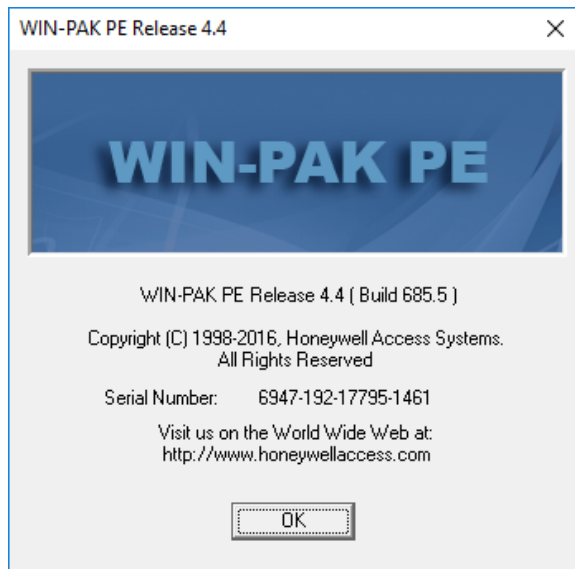 WIN-PAK PE Release 4.4
WIN-PAK PE
WIN-PAK PE Release 4.4 ( Build 685.5 )
Copyright (C) 1998-2016, Honeywell Access Systems.
All Rights Reserved
Serial Number: 6947-192-17795-1461
Visit us on the World Wide Web at:
http://www.honeywellaccess.com
OK